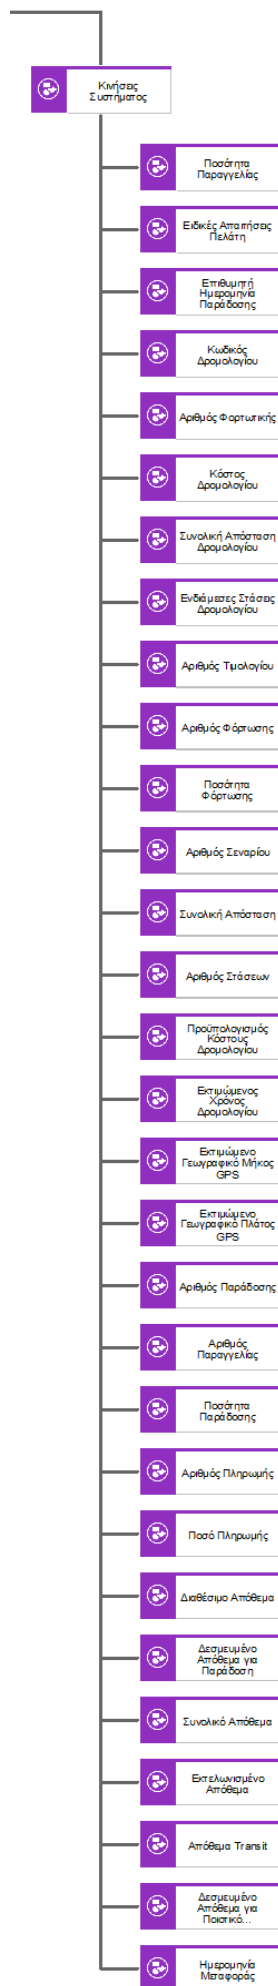 Κινήσεις
Συστήματος
Ποσότητα
Παραγγελίας
Ειδικές Απαιτήσεις
Πελάτη
Επιθυμητή
Ημερομηνία
Παράδοσης
Κωδικός
Δρομολογίου
Αριθμός Φορτωτικής
Κόστος
Δρομολογίου
Συνολική Απόσταση
Δρομολογίου
Ενδιάμεσες Στάσεις
Δρομολογίου
Αριθμός Τιμολογίου
Αριθμός Φόρτωσης
Ποσότητα
Φόρτωσης
Αριθμός Σεναρίου
Συνολική Απόσταση
Αριθμός Στάσεων
Προϋπολογισμός
Κόστους
Δρομολογίου
Εκτιμώμενος
Χρόνος
Δρομολογίου
Εκτιμώμενο
Γεωγραφικό Μήκος
GPS
Εκτιμώμενο
Γεωγραφικό Πλάτος
GPS
Αριθμός Παράδοσης
Αριθμός
Παραγγελίας
Ποσότητα
Παράδοσης
Αριθμός Πληρωμής
Ποσό Πληρωμής
Διαθέσιμο Απόθεμα
Δεσμευμένο
Απόθεμα για
Παράδοση
Συνολικό Απόθεμα
Εκτελωνισμένο
Απόθεμα
Απόθεμα Transit
Δεσμευμένο
Απόθεμα για
Ποιοτικό...
Ημερομηνία
Μεταφοράς